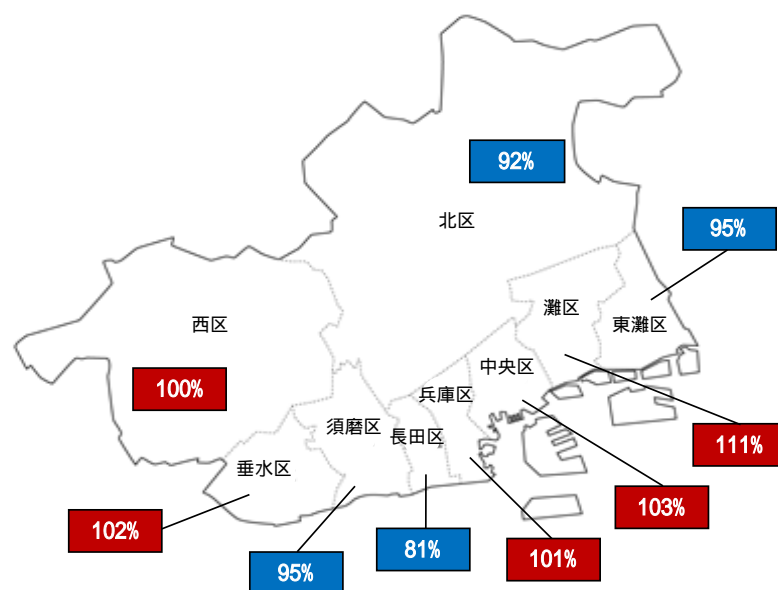 92%
北区
95%
灘区
東灘区
西区
中央区
100%
兵庫区
須磨区
長田区
111%
垂水区
103%
102%
81%
101%
95%